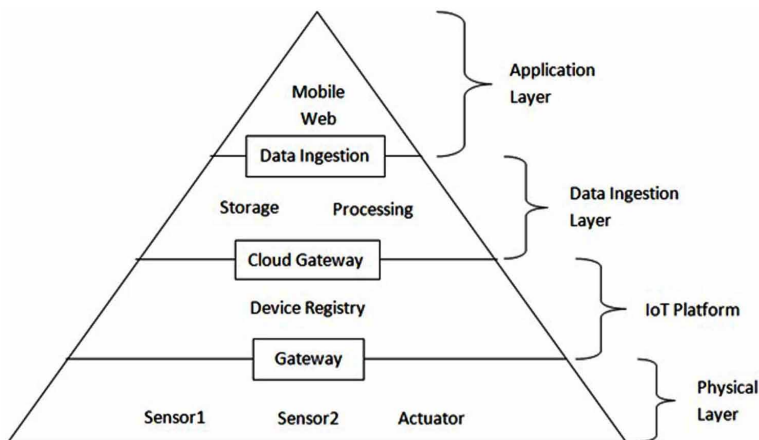 Mobile
Web
Application
Layer
Data Ingestion
Storage Processing
Data Ingestion
Layer
Cloud Gateway
Device Registry
IoT Platform
Gateway
Sensor1 Sensor2 Actuator
Physical
Layer